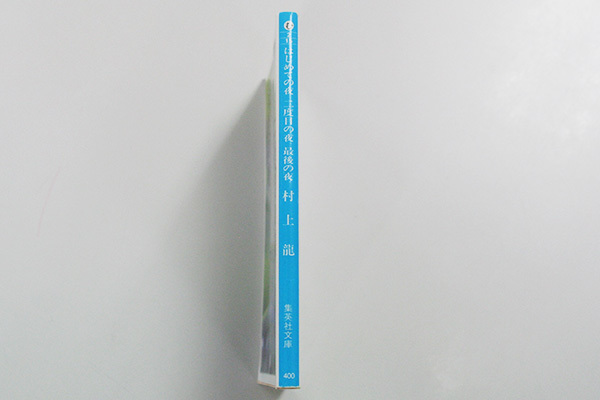 はじめての夜 二度目の夜 最後の夜
村上龍
集英社文庫
400